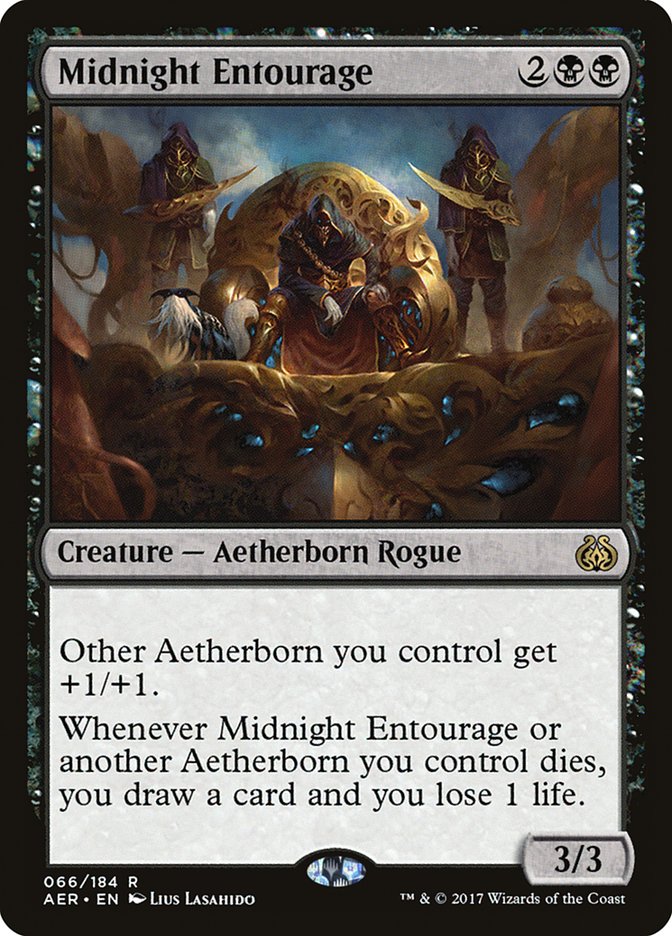 Midnight Entourage 2
Creature — Aetherborn Rogue
Other Aetherborn you control get
+1/+1.
Whenever Midnight Entourage or
another Aetherborn you control dies,
you draw a card and you lose 1 life.
3/3
066/184 R
AER • EN Lius Lasahido
™ & © 2017 Wizards of the Coast